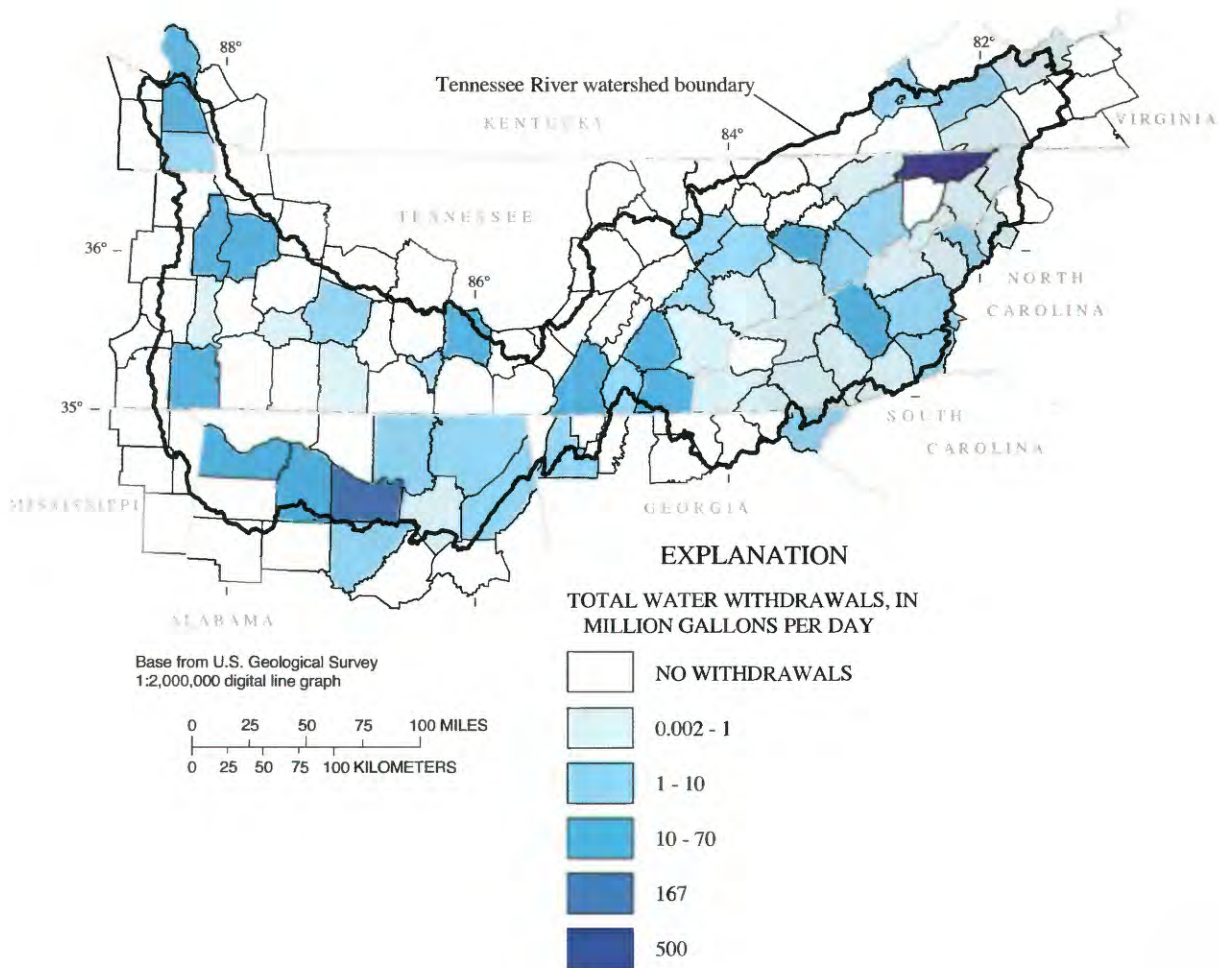 88°
82°
Tennessee River watershed boundary
KENTUCKY
84°
VIRGINIA
TENNESSEE
36°
86°
NORTH
CAROLINA
35°
SOUTH
CAROLINA
MISSISSIPPI
GEORGIA
ALABAMA
EXPLANATION
TOTAL WATER WITHDRAWALS, IN
MILLION GALLONS PER DAY
NO WITHDRAWALS
0.002 - 1
1 - 10
10 - 70
167
500
Base from U.S. Geological Survey
1:2,000,000 digital line graph
0 25 50 75 100 MILES
0 25 50 75 100 KILOMETERS